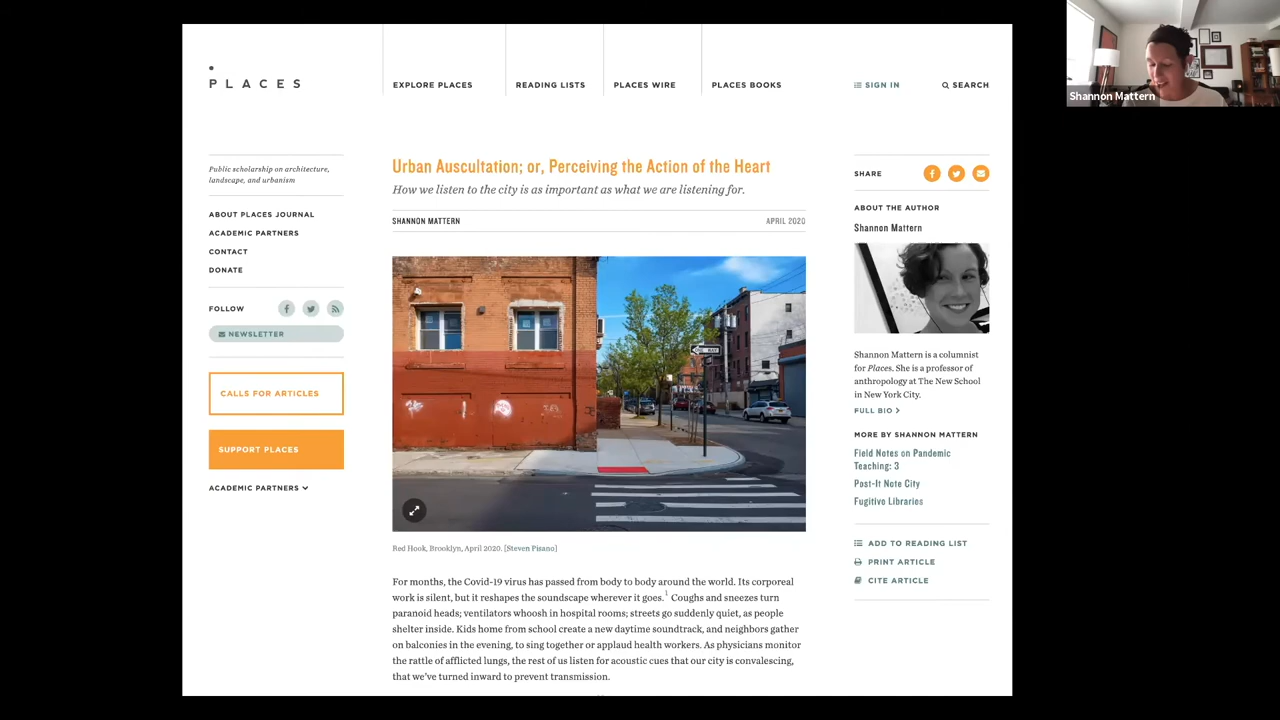 PLACES
EXPLORE PLACES
READING LISTS
PLACES WIRE
PLACES BOOKS
SIGN IN
SEARCH
Shannon Mattern
Public scholarship on architecture,
landscape, and urbanism
ABOUT PLACES JOURNAL
ACADEMIC PARTNERS
CONTACT
DONATE
FOLLOW
NEWSLETTER
CALLS FOR ARTICLES
SUPPORT PLACES
ACADEMIC PARTNERS
Urban Auscultation; or, Perceiving the Action of the Heart
How we listen to the city is as important as what we are listening for.
SHANNON MATTERN
APRIL 2020
Red Hook, Brooklyn, April 2020. [Steven Pisano]
For months, the Covid-19 virus has passed from body to body around the world. Its corporeal
work is silent, but it reshapes the soundscape wherever it goes.1 Coughs and sneezes turn
paranoid heads; ventilators whoosh in hospital rooms; streets go suddenly quiet, as people
shelter inside. Kids home from school create a new daytime soundtrack, and neighbors gather
on balconies in the evening, to sing together or applaud health workers. As physicians monitor
the rattle of afflicted lungs, the rest of us listen for acoustic cues that our city is convalescing,
that we've turned inward to prevent transmission.
SHARE
ABOUT THE AUTHOR
Shannon Mattern
Shannon Mattern is a columnist
for Places. She is a professor of
anthropology at The New School
in New York City.
FULL BIO
MORE BY SHANNON MATTERN
Field Notes on Pandemic
Teaching: 3
Post-It Note City
Fugitive Libraries
ADD TO READING LIST
PRINT ARTICLE
CITE ARTICLE